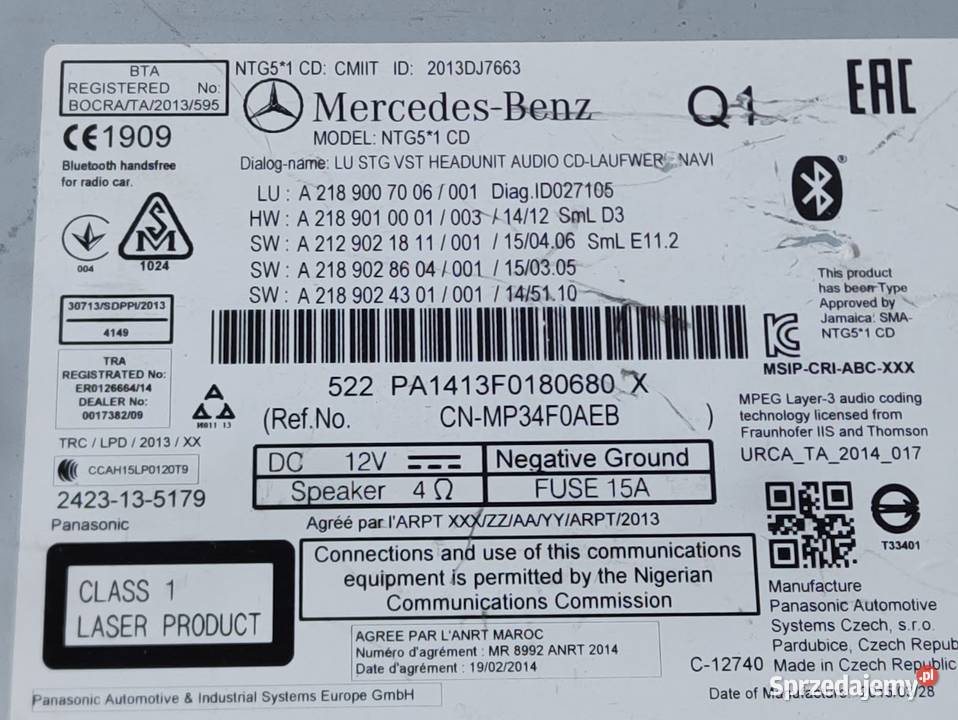 BTA
REGISTERED No:
BOCRA/TA/2013/595
NTG5*1 CD: CMIIT ID: 2013DJ7663
Mercedes-Benz
Q1
EAC
MODEL: NTG5*1 CD
CE1909
Bluetooth handsfree
for radio car.
Dialog-name: LU STG VST HEADUNIT AUDIO CD-LAUFWERK NAVI
LU : A 218 900 70 06 / 001 Diag.ID027105
HW : A 218 901 00 01 / 003 / 14/12 SmL D3
SW : A 212 902 18 11 / 001 / 15/04.06 SmL E11.2
SW : A 218 902 86 04 / 001 / 15/03.05
SW : A 218 902 43 01 / 001 / 14/51.10
004
1024
This product
has been Type
Approved by
Jamaica: SMA-
NTG5*1 CD
30713/SDPPI/2013
4149
MSIP-CRI-ABC-XXX
TRA
REGISTERED No:
ER0126664/14
DEALER No:
0017382/09
522 PA1413F0180680 X
(Ref.No. CN-MP34F0AEB )
MPEG Layer-3 audio coding
technology licensed from
Fraunhofer IIS and Thomson
URCA_TA_2014_017
TRC / LPD / 2013 / XX
CCAH15LP0120T9
2423-13-5179
Panasonic
DC 12V Negative Ground
Speaker 4 Ω FUSE 15A
Agréé par l'ARPT XXX/ZZ/AA/YY/ARPT/2013
T33401
Connections and use of this communications
equipment is permitted by the Nigerian
Communications Commission
CLASS 1
LASER PRODUCT
Manufacture
Panasonic Automotive
Systems Czech, s.r.o.
Pardubice, Czech Repub
C-12740 Made in Czech Republic
AGREE PAR L'ANRT MAROC
Numéro d'agrément : MR 8992 ANRT 2014
Date d'agrément : 19/02/2014
Panasonic Automotive & Industrial Systems Europe GmbH
Date of Manufacture
Sprzedajemy.pl